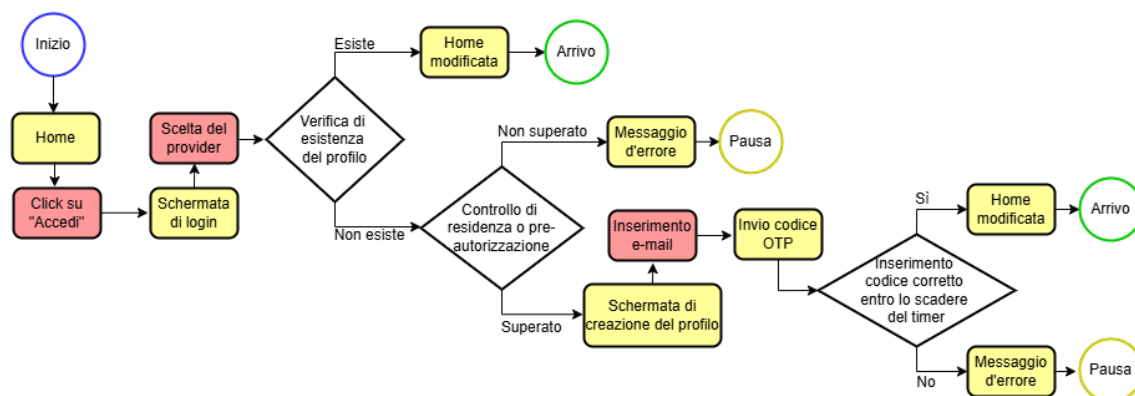 Inizio
Home
Click su
"Accedi"
Schermata
di login
Scelta del
provider
Verifica di
esistenza
del profilo
Esiste
Home
modificata
Arrivo
Non esiste
Controllo di
residenza o pre-
autorizzazione
Non superato
Messaggio
d'errore
Pausa
Superato
Schermata di
creazione del profilo
Inserimento
e-mail
Invio codice
OTP
Inserimento
codice corretto
entro lo scadere
del timer
Sì
Home
modificata
Arrivo
No
Messaggio
d'errore
Pausa